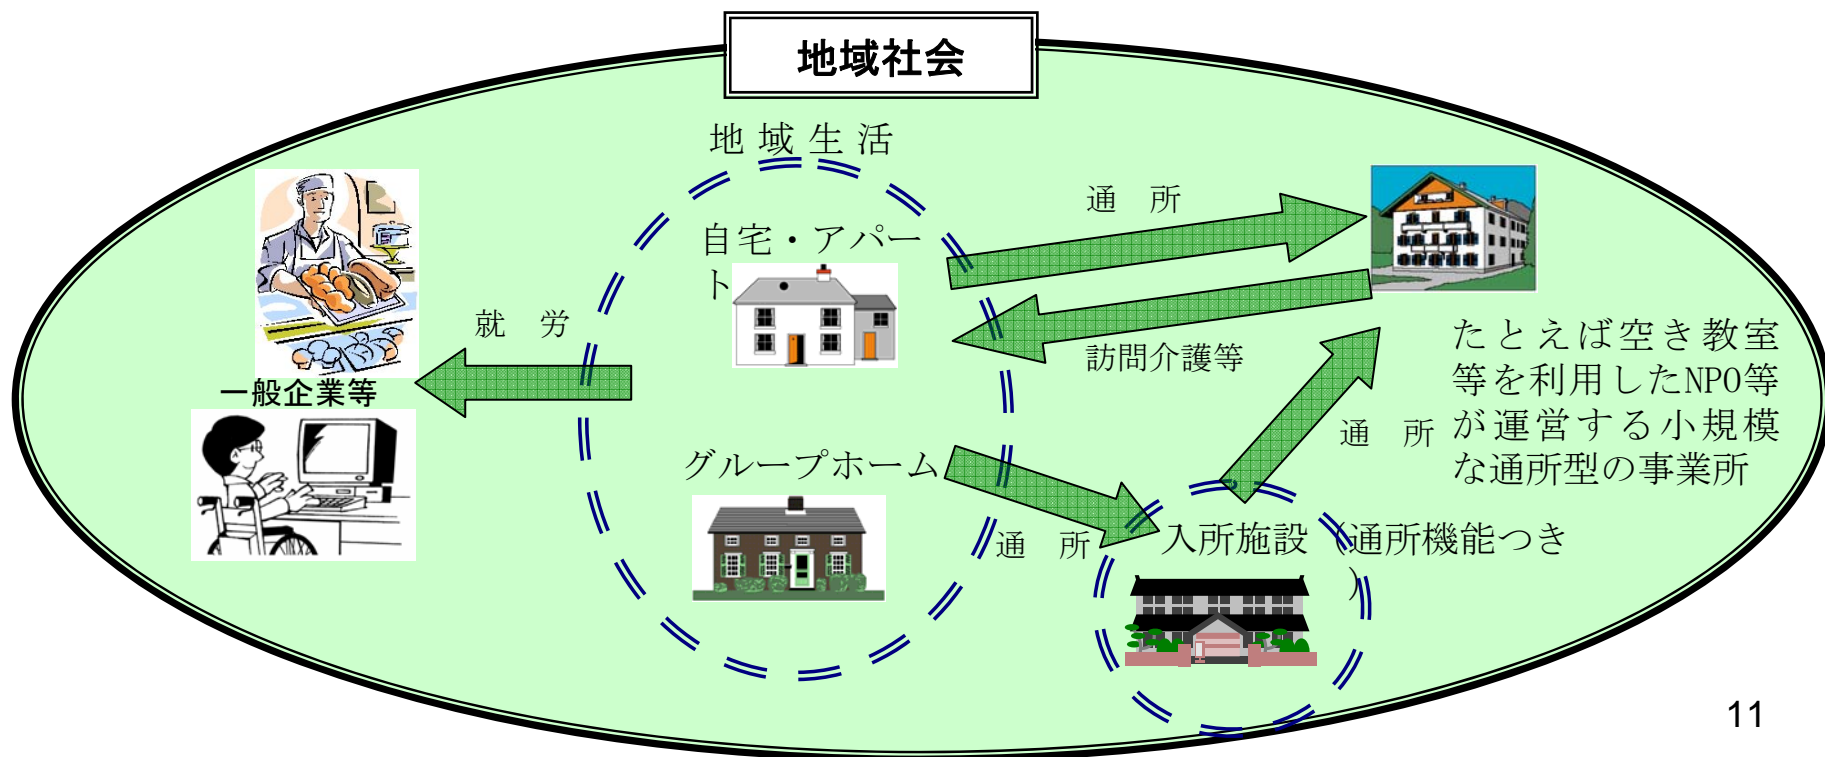 地域社会
地域生活
自宅・アパー
ト
通　所
訪問介護等
就　労
一般企業等
たとえば空き教室
等を利用したNPO等
が運営する小規模
な通所型の事業所
通　所
グループホーム
通　所
入所施設（通所機能つき
）
11